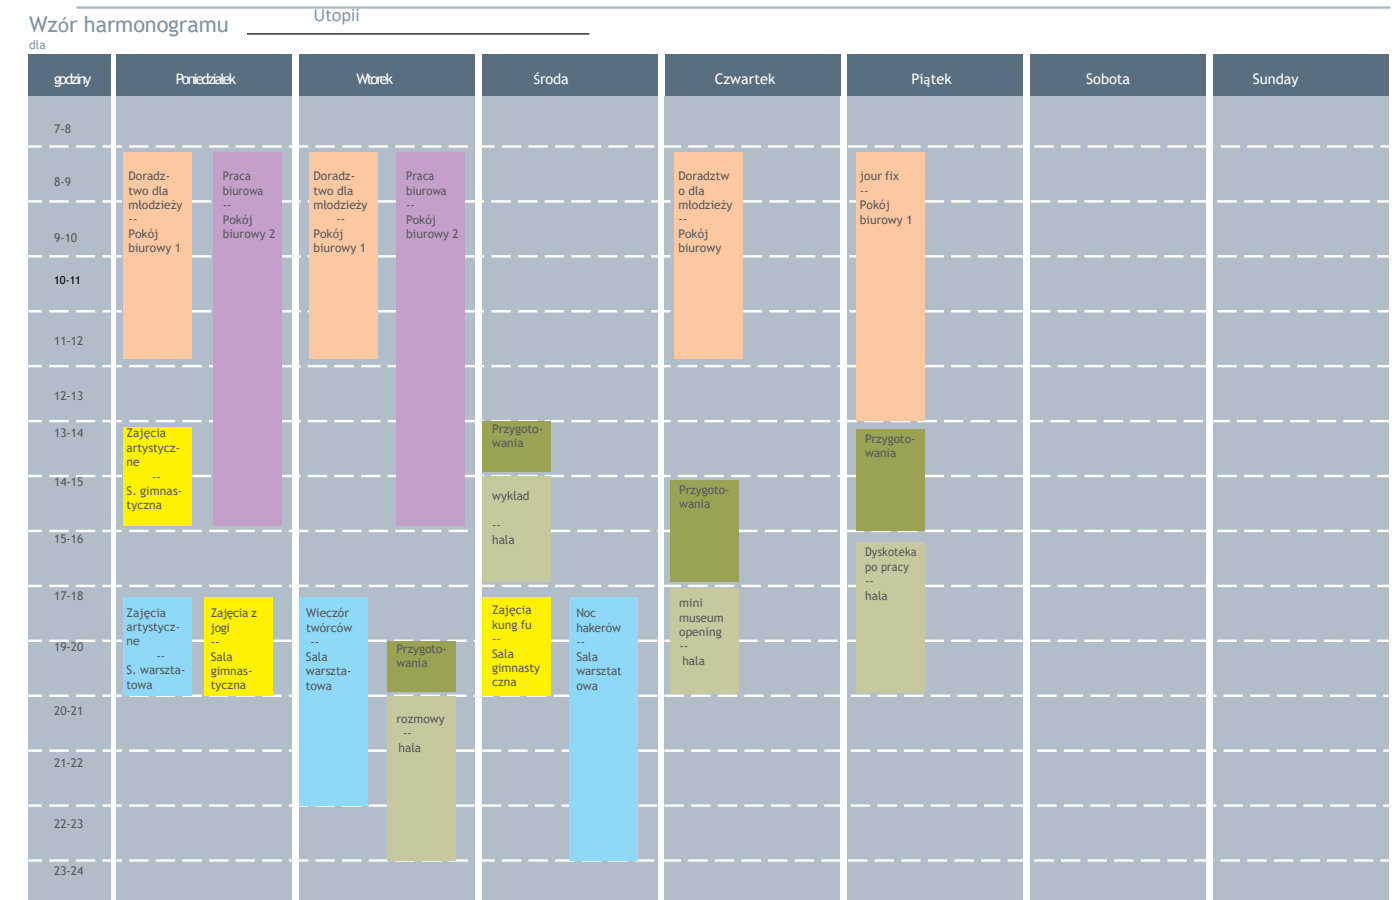 Utopii
Wzór harmonogramu
dla
godziny
Poniedziałek
Wtorek
Środa
Czwartek
Piątek
Sobota
Sunday
7-8
8-9
9-10
10-11
11-12
12-13
13-14
14-15
15-16
17-18
19-20
20-21
21-22
22-23
23-24
Doradz-
two dla
młodzieży
--
Pokój
biurowy 1
Praca
biurowa
--
Pokój
biurowy 2
Zajęcia
artystycz-
ne
--
S. gimnas-
tyczna
Zajęcia
artystycz-
ne
--
S. warszta-
towa
Zajęcia z
jogi
--
Sala
gimnas-
tyczna
Doradz-
two dla
młodzieży
--
Pokój
biurowy 1
Praca
biurowa
--
Pokój
biurowy 2
Wieczór
twórców
--
Sala
warszta-
towa
Przygoto-
wania
rozmowy
--
hala
Przygoto-
wania
wykład
--
hala
Zajęcia
kung fu
--
Sala
gimnasty
czna
Noc
hakerów
--
Sala
warsztat
owa
Doradztw
o dla
młodzieży
--
Pokój
biurowy
Przygoto-
wania
mini
museum
opening
--
hala
jour fix
--
Pokój
biurowy 1
Przygoto-
wania
Dyskoteka
po pracy
--
hala